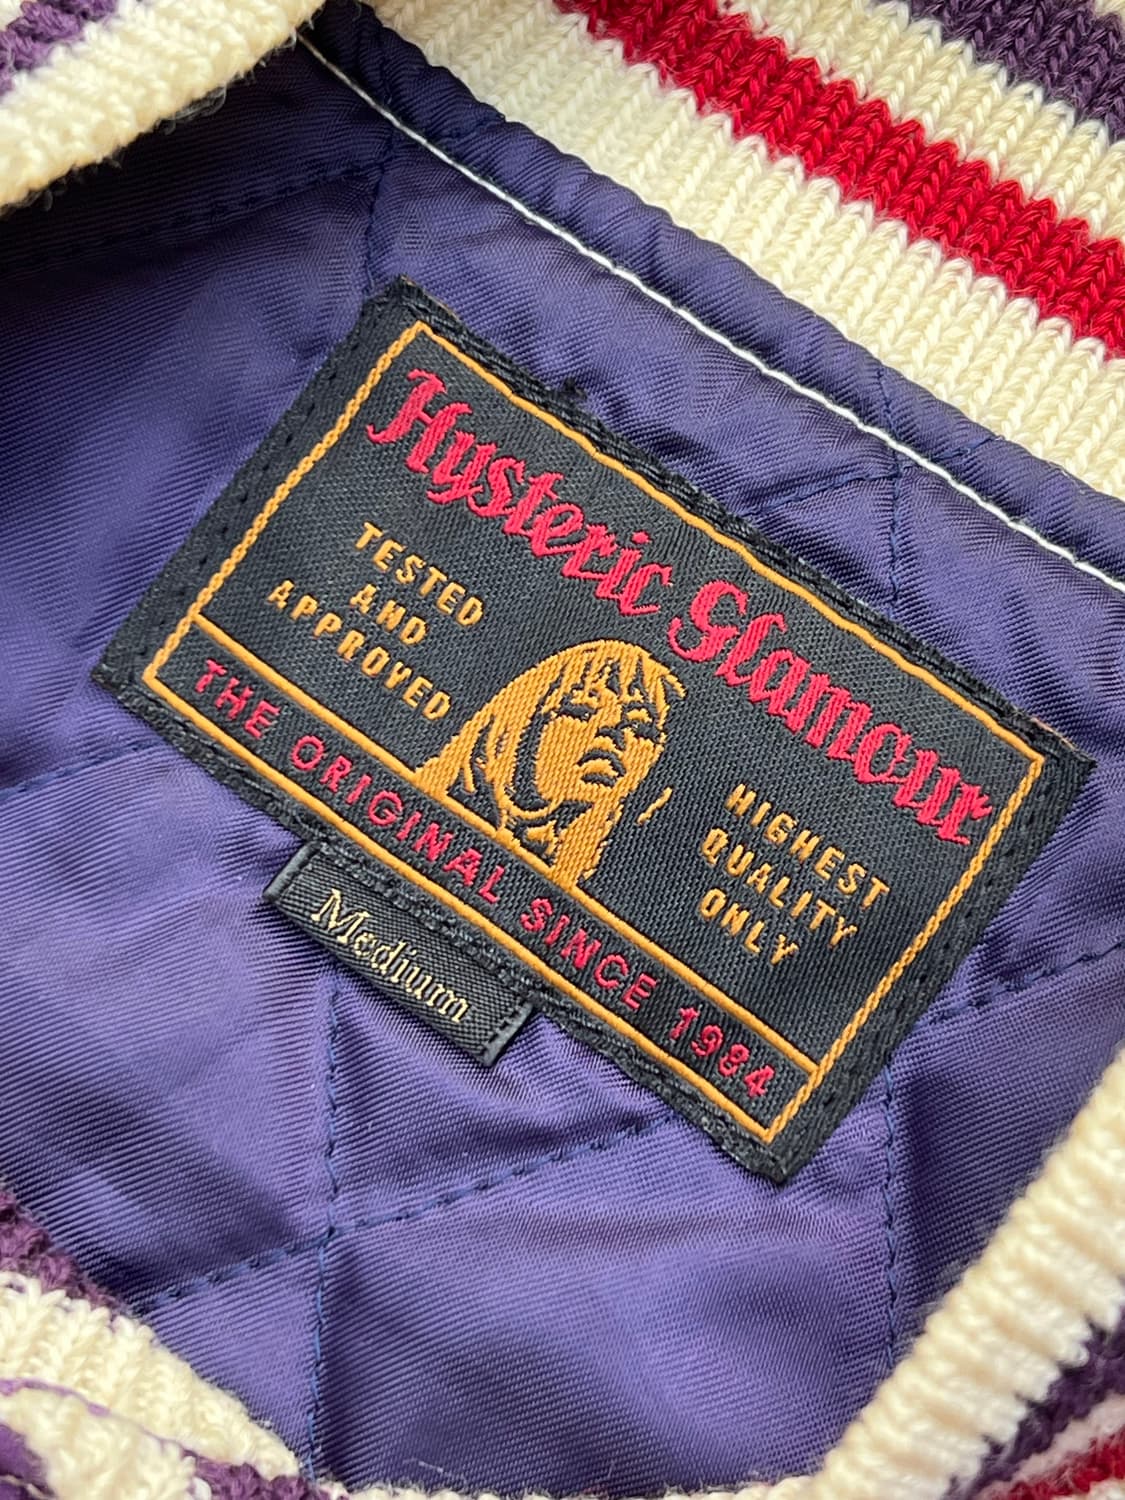 Hysteric Glamour
TESTED
AND
APPROVED
HIGHEST
QUALITY
ONLY
THE ORIGINAL SINCE 1984
Medium